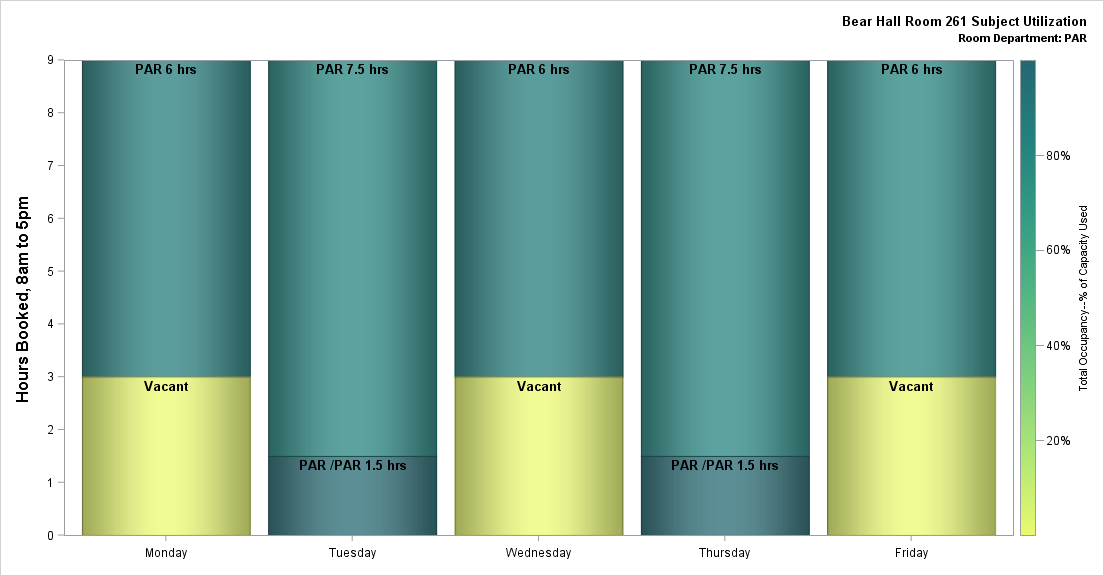 Bear Hall Room 261 Subject Utilization
Room Department: PAR
Hours Booked, 8am to 5pm
9
8
7
6
5
4
3
2
1
0
PAR 6 hrs
PAR 7.5 hrs
PAR 6 hrs
PAR 7.5 hrs
PAR 6 hrs
Vacant
PAR /PAR 1.5 hrs
Vacant
PAR /PAR 1.5 hrs
Vacant
Monday
Tuesday
Wednesday
Thursday
Friday
80%
60%
40%
20%
Total Occupancy--% of Capacity Used